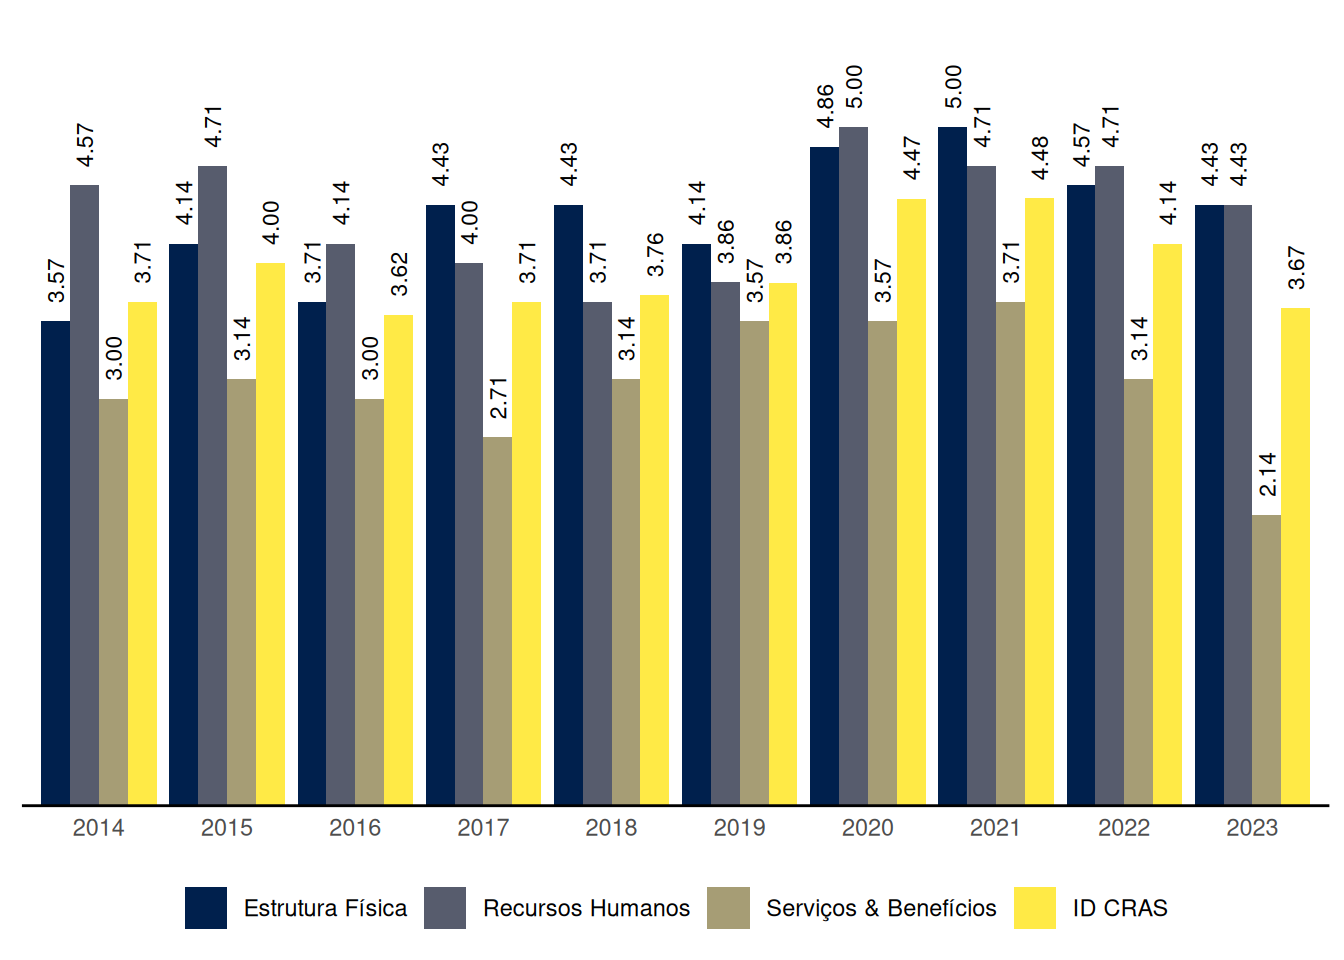 3.57 4.57 3.00 3.71
4.14 4.71 3.14 4.00
3.71 4.14 3.00 3.62
4.43 4.00 2.71 3.71
4.43 3.71 3.14 3.76
4.14 3.86 3.57 3.86
4.86 5.00 3.57 4.47
5.00 4.71 3.71 4.48
4.57 4.71 3.14 4.14
4.43 4.43 2.14 3.67
2014 2015 2016 2017 2018 2019 2020 2021 2022 2023
Estrutura Física Recursos Humanos Serviços & Benefícios ID CRAS